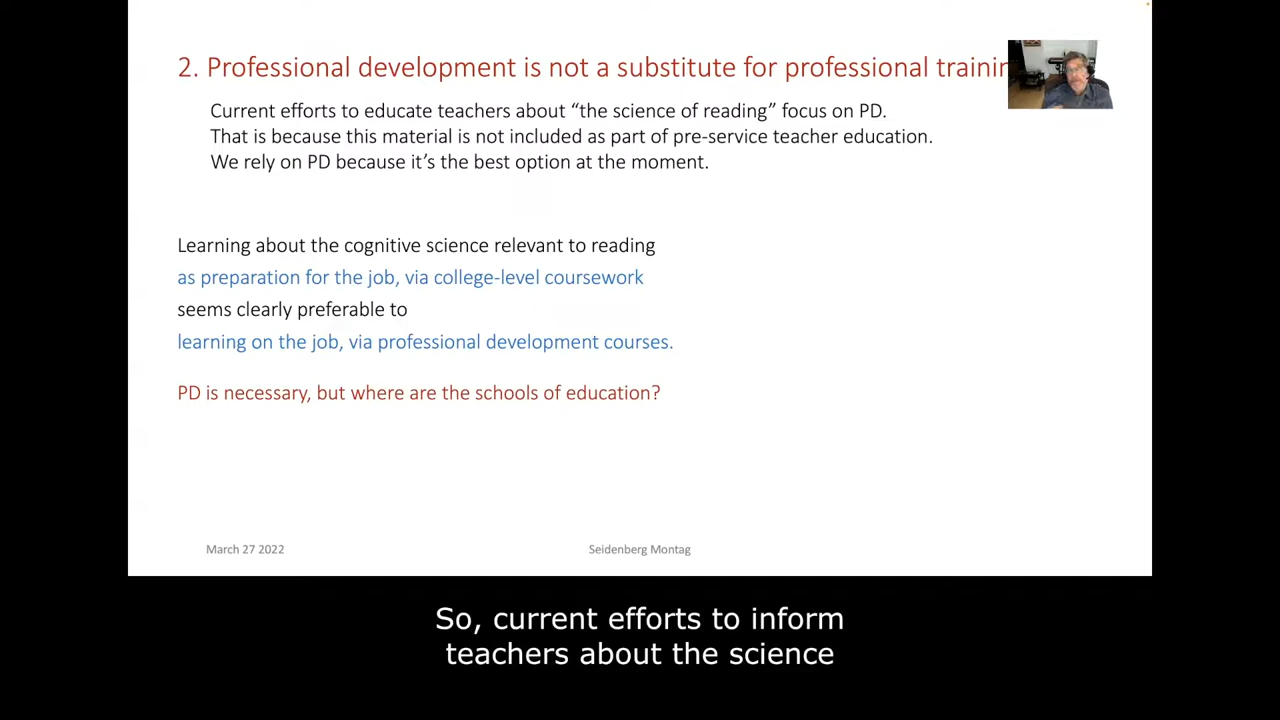 2. Professional development is not a substitute for professional trainin
Current efforts to educate teachers about “the science of reading” focus on PD.
That is because this material is not included as part of pre-service teacher education.
We rely on PD because it’s the best option at the moment.
Learning about the cognitive science relevant to reading
as preparation for the job, via college-level coursework
seems clearly preferable to
learning on the job, via professional development courses.
PD is necessary, but where are the schools of education?
March 27 2022
Seidenberg Montag
So, current efforts to inform
teachers about the science